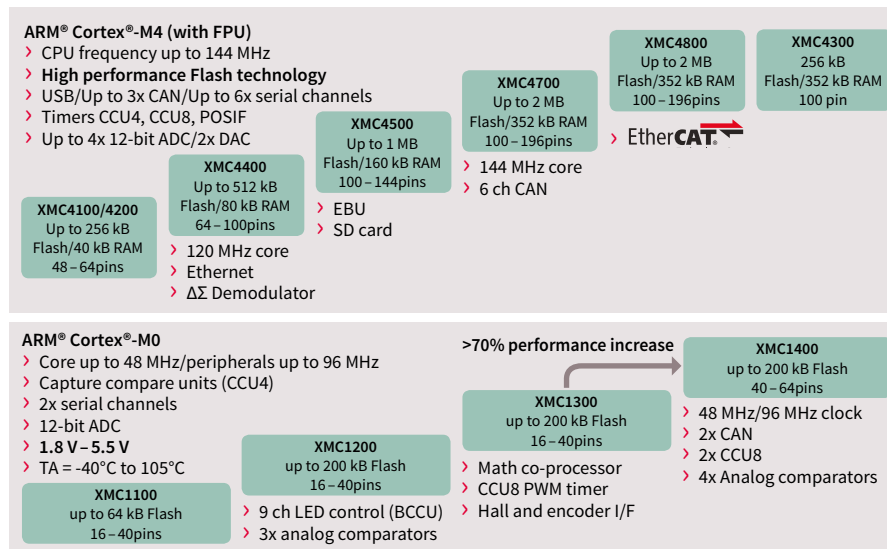 ARM® Cortex®-M4 (with FPU)
› CPU frequency up to 144 MHz
› High performance Flash technology
› USB/Up to 3x CAN/Up to 6x serial channels
› Timers CCU4, CCU8, POSIF
› Up to 4x 12-bit ADC/2x DAC
XMC4100/4200
Up to 256 kB
Flash/40 kB RAM
48–64pins
XMC4400
Up to 512 kB
Flash/80 kB RAM
64–100pins
› 120 MHz core
› Ethernet
› ΔΣ Demodulator
XMC4500
Up to 1 MB
Flash/160 kB RAM
100–144pins
› EBU
› SD card
XMC4700
Up to 2 MB
Flash/352 kB RAM
100–196pins
› 144 MHz core
› 6 ch CAN
XMC4800
Up to 2 MB
Flash/352 kB RAM
100–196pins
› EtherCAT®
XMC4300
256 kB
Flash/352 kB RAM
100 pin
ARM® Cortex®-M0
› Core up to 48 MHz/peripherals up to 96 MHz
› Capture compare units (CCU4)
› 2x serial channels
› 12-bit ADC
› 1.8 V–5.5 V
› TA = -40°C to 105°C
XMC1100
up to 64 kB Flash
16–40pins
XMC1200
up to 200 kB Flash
16–40pins
› 9 ch LED control (BCCU)
› 3x analog comparators
>70% performance increase
XMC1300
up to 200 kB Flash
16–40pins
› Math co-processor
› CCU8 PWM timer
› Hall and encoder I/F
XMC1400
up to 200 kB Flash
40–64pins
› 48 MHz/96 MHz clock
› 2x CAN
› 2x CCU8
› 4x Analog comparators